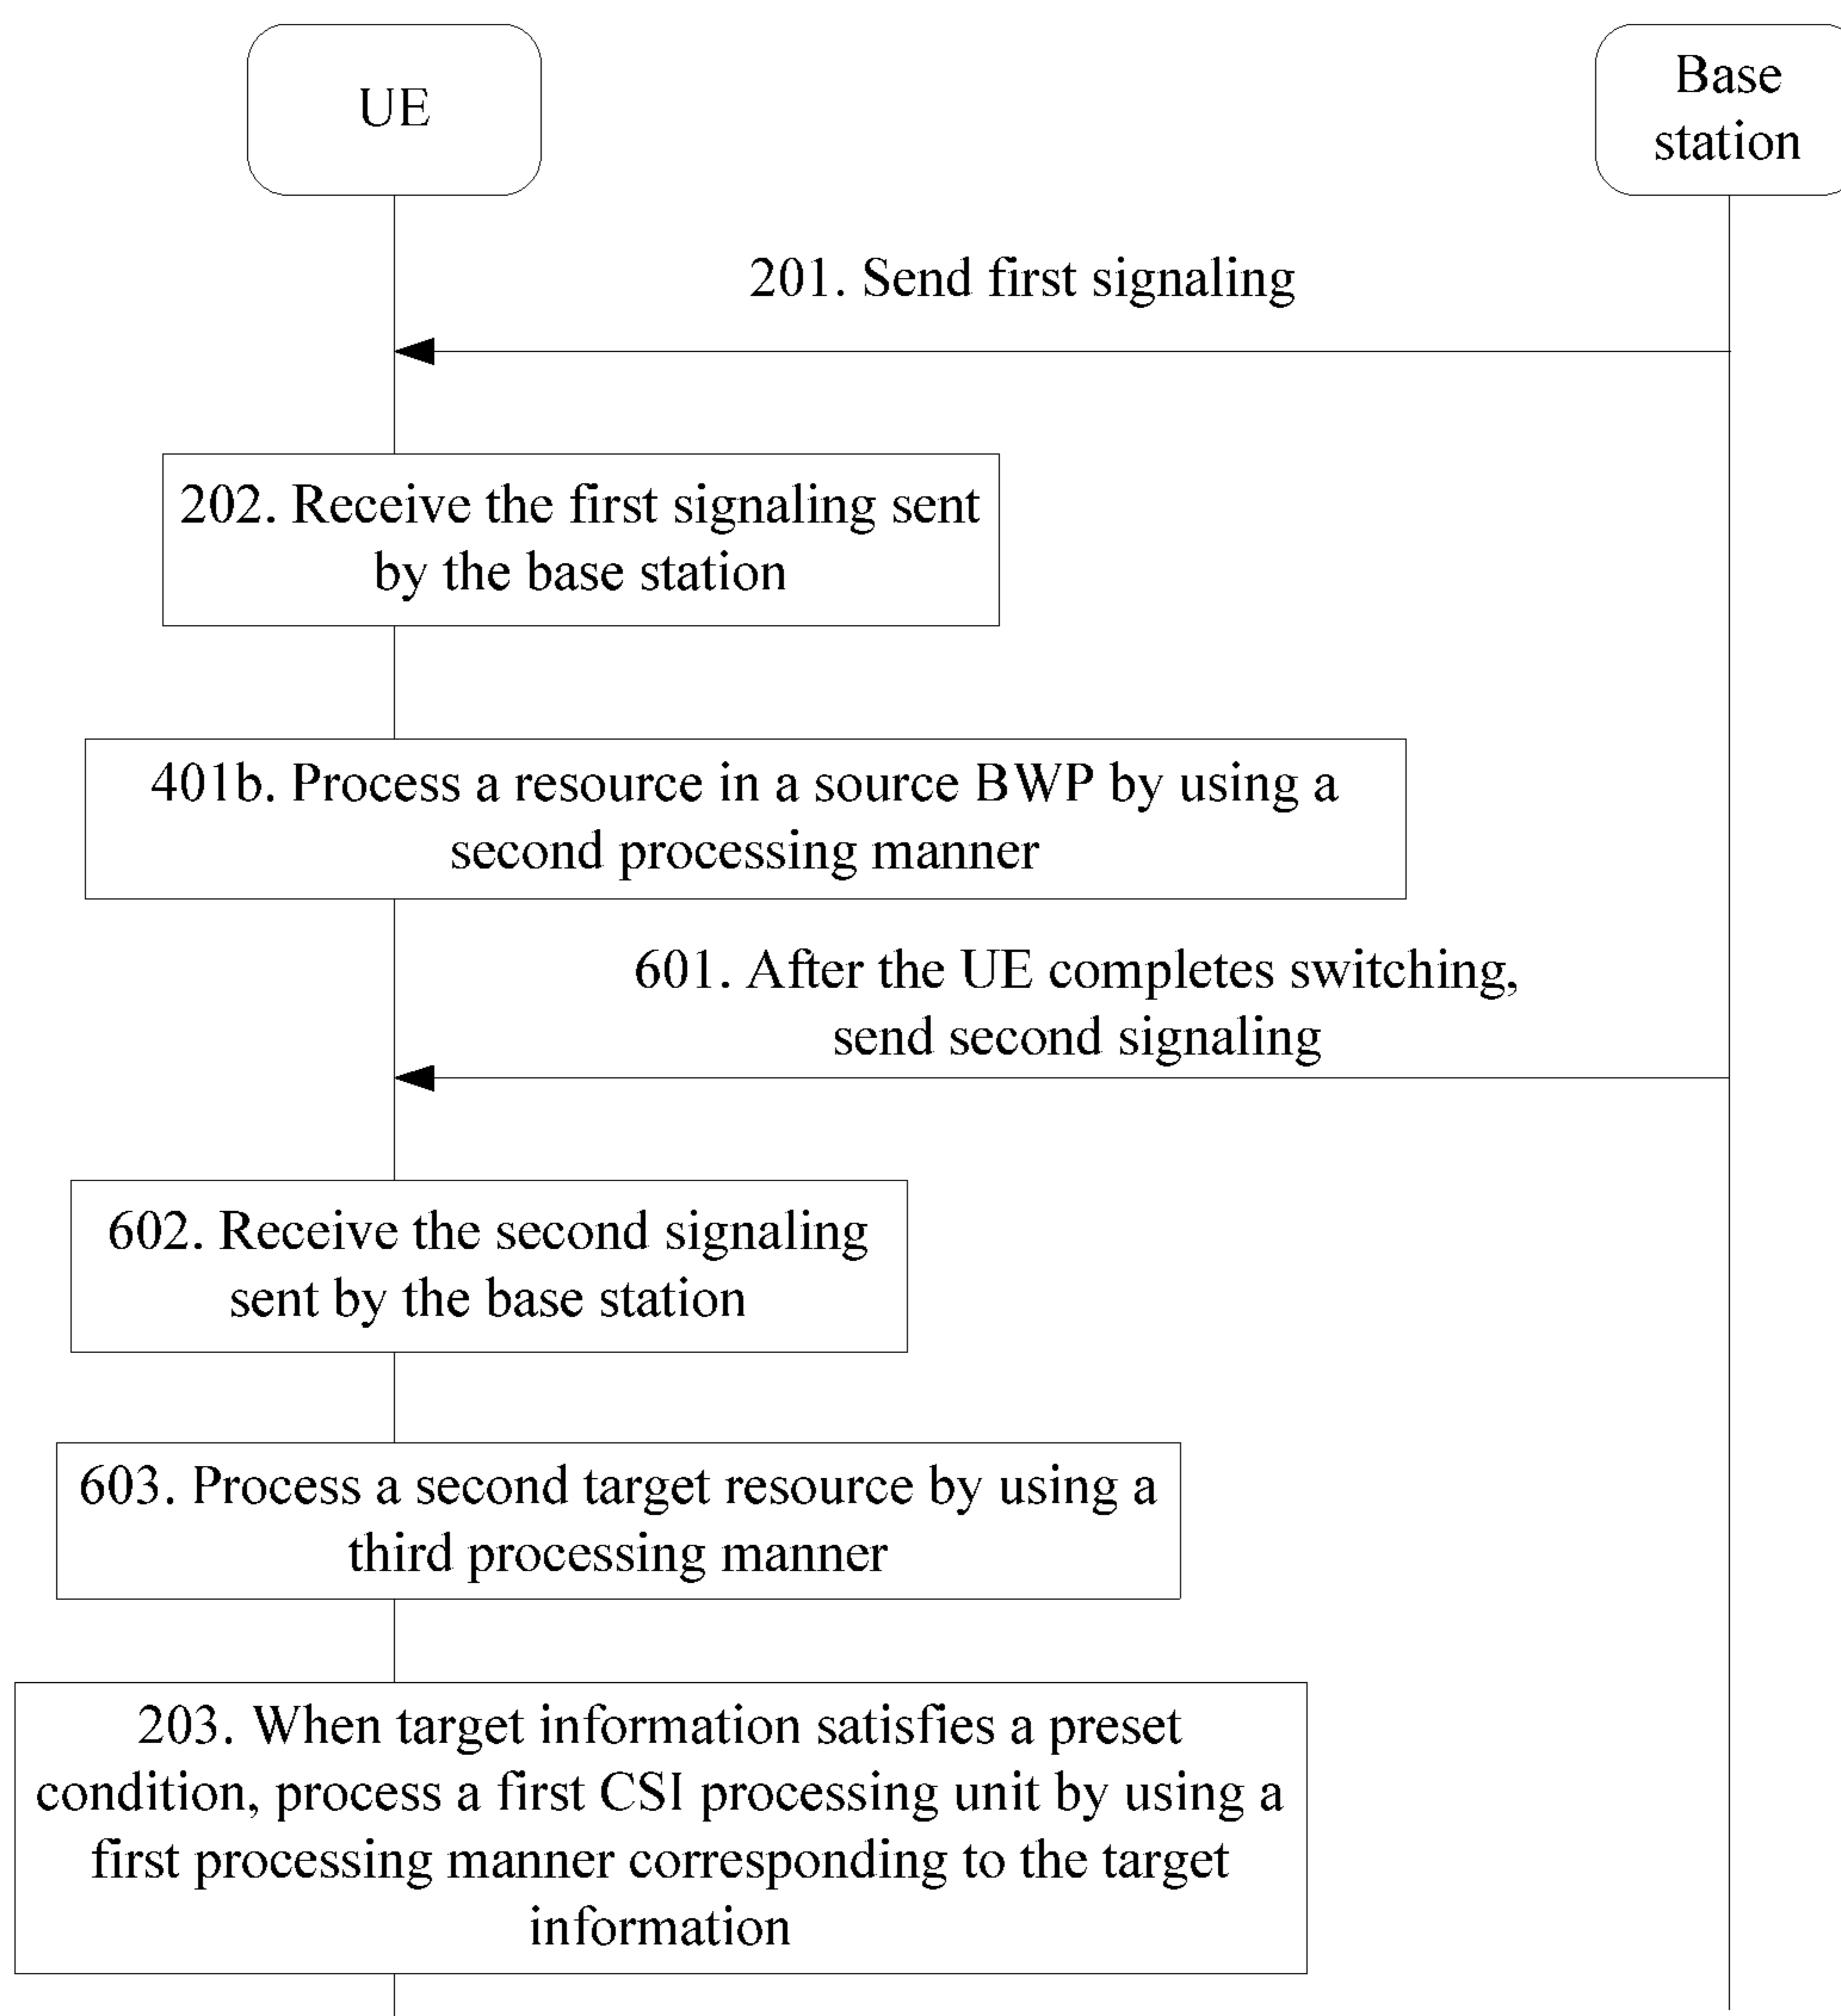 UE
Base
station
201. Send first signaling
202. Receive the first signaling sent
by the base station
401b. Process a resource in a source BWP by using a
second processing manner
601. After the UE completes switching,
send second signaling
602. Receive the second signaling
sent by the base station
603. Process a second target resource by using a
third processing manner
203. When target information satisfies a preset
condition, process a first CSI processing unit by using a
first processing manner corresponding to the target
information